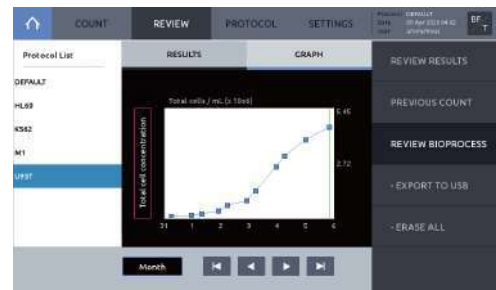 COUNT
REVIEW
PROTOCOL
SETTINGS
BF
T
Protocol List
RESULTS
GRAPH
REVIEW RESULTS
DEFAULT
HL60
K562
M1
U937
Total cells / mL (x 10e6)
5.45
2.72
Total cell concentration
31 1 2 3 4 5 6
PREVIOUS COUNT
REVIEW BIOPROCESS
- EXPORT TO USB
- ERASE ALL
Month